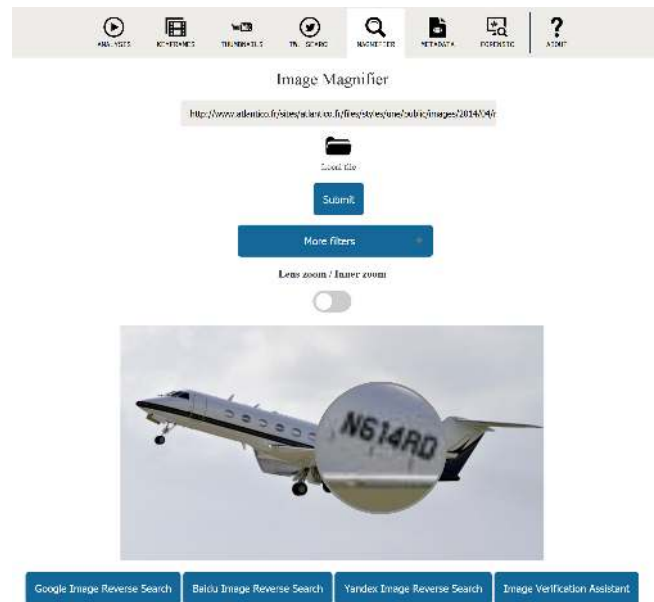 ANALYSIS KEYFRAMES THUMBNAILS TWI. SEARCH MAGNIFIER METADATA FORENSIC ABOUT
Image Magnifier
http://www.atlantico.fr/sites/atlantico.fr/files/styles/une/public/images/2014/04/r
Local file
Submit
More filters
Lens zoom / Inner zoom
N614RD
Google Image Reverse Search Baidu Image Reverse Search Yandex Image Reverse Search Image Verification Assistant